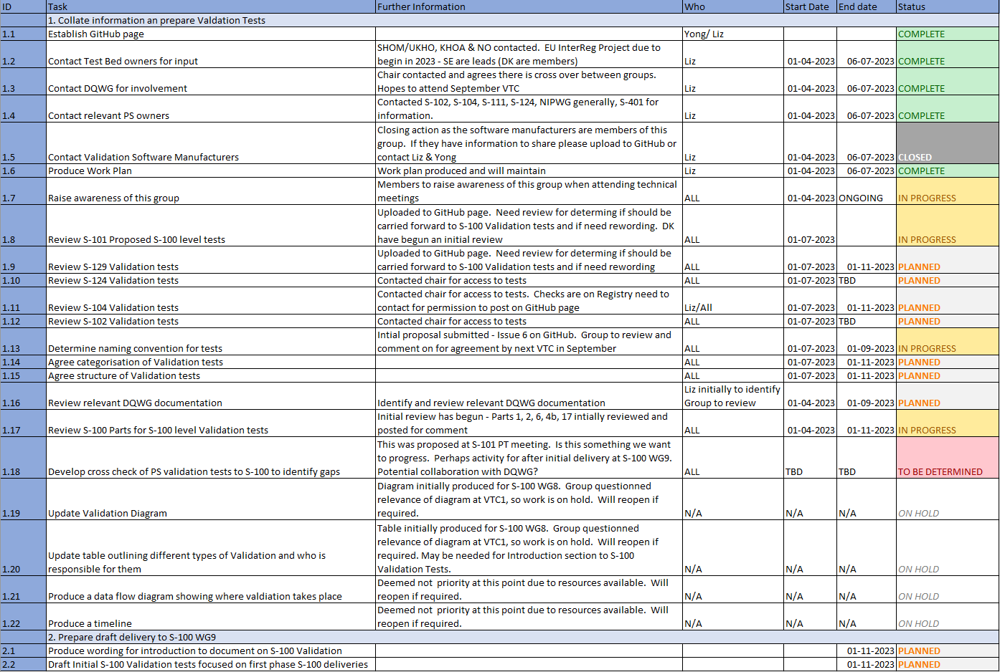 ID Task Further Information Who Start Date End date Status
1. Collate information an prepare Valdation Tests
1.1 Establish GitHub page Yong/ Liz COMPLETE
SHOM/UKHO, KHOA & NO contacted.  EU InterReg Project due to
1.2 Contact Test Bed owners for input begin in 2023 - SE are leads (DK are members) Liz 01-04-2023 06-07-2023 COMPLETE
Chair contacted and agrees there is cross over between groups.
1.3 Contact DQWG for involvement Hopes to attend September VTC Liz 01-04-2023 06-07-2023 COMPLETE
Contacted S-102, S-104, S-111, S-124, NIPWG generally, S-401 for
1.4 Contact relevant PS owners information. Liz 01-04-2023 06-07-2023 COMPLETE
Closing action as the software manufacturers are members of this
group.  If they have information to share please upload to GitHub or
1.5 Contact Validation Software Manufacturers contact Liz & Yong Liz 01-04-2023 06-07-2023 CLOSED
1.6 Produce Work Plan Work plan produced and will maintain Liz 01-04-2023 06-07-2023 COMPLETE
Members to raise awareness of this group when attending technical
1.7 Raise awareness of this group meetings ALL 01-04-2023 ONGOING IN PROGRESS
Uploaded to GitHub page.  Need review for determing if should be
carried forward to S-100 Validation tests and if need rewording.  DK
1.8 Review S-101 Proposed S-100 level tests have begun an initial review ALL 01-07-2023 IN PROGRESS
Uploaded to GitHub page.  Need review for determing if should be
1.9 Review S-129 Validation tests carried forward to S-100 Validation tests and if need rewording ALL 01-07-2023 01-11-2023 PLANNED
1.10 Review S-124 Validation tests Contacted chair for access to tests ALL 01-07-2023 TBD PLANNED
Contacted chair for access to tests.  Checks are on Registry need to
1.11 Review S-104 Validation tests contact for permission to post on GitHub page Liz/All 01-07-2023 01-11-2023 PLANNED
1.12 Review S-102 Validation tests Contacted chair for access to tests ALL 01-07-2023 TBD PLANNED
Intial proposal submitted - Issue 6 on GitHub.  Group to review and
1.13 Determine naming convention for tests comment on for agreement by next VTC in September ALL 01-07-2023 01-09-2023 IN PROGRESS
1.14 Agree categorisation of Validation tests ALL 01-07-2023 01-11-2023 PLANNED
1.15 Agree structure of Validation tests ALL 01-07-2023 01-11-2023 PLANNED
Liz initially to identify
1.16 Review relevant DQWG documentation Identify and review relevant DQWG documentation Group to review 01-04-2023 01-09-2023 PLANNED
Initial review has begun - Parts 1, 2, 6, 4b, 17 intially reviewed and
1.17 Review S-100 Parts for S-100 level Validation tests posted for comment ALL 01-04-2023 01-11-2023 IN PROGRESS
This was proposed at S-101 PT meeting.  Is this something we want
to progress.  Perhaps activity for after initial delivery at S-100 WG9.
1.18 Develop cross check of PS validation tests to S-100 to identify gaps Potential collaboration with DQWG? ALL TBD TBD TO BE DETERMINED
Diagram initially produced for S-100 WG8.  Group questionned
relevance of diagram at VTC1, so work is on hold.  Will reopen if
1.19 Update Validation Diagram required. N/A N/A N/A ON HOLD
Table initially produced for S-100 WG8.  Group questionned
relevance of diagram at VTC1, so work is on hold.  Will reopen if
Update table outlining different types of Validation and who is required. May be needed for Introduction section to S-100
1.20 responsible for them Validation Tests. N/A N/A N/A ON HOLD
Deemed not  priority at this point due to resources available.  Will
1.21 Produce a data flow diagram showing where valdiation takes place reopen if required. N/A N/A N/A ON HOLD
Deemed not  priority at this point due to resources available.  Will
1.22 Produce a timeline reopen if required. N/A N/A N/A ON HOLD
2. Prepare draft delivery to S-100 WG9
2.1 Produce wording for introduction to document on S-100 Validation 01-11-2023 PLANNED
2.2 Draft Initial S-100 Validation tests focused on first phase S-100 deliveries 01-11-2023 PLANNED